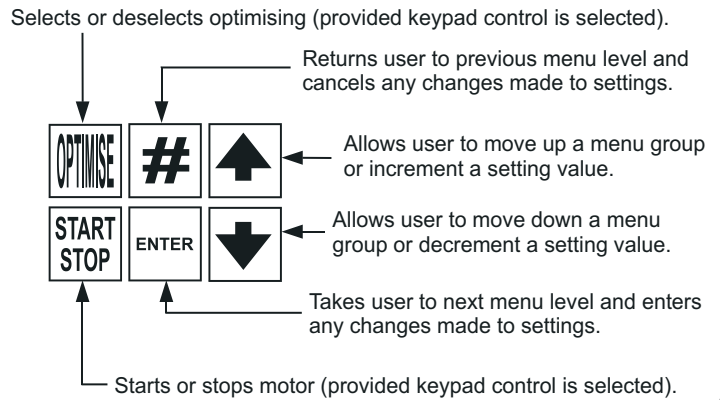 Selects or deselects optimising (provided keypad control is selected).
Returns user to previous menu level and
cancels any changes made to settings.
OPTIMISE
#
Allows user to move up a menu group
or increment a setting value.
START
STOP
ENTER
Allows user to move down a menu
group or decrement a setting value.
Takes user to next menu level and enters
any changes made to settings.
Starts or stops motor (provided keypad control is selected).